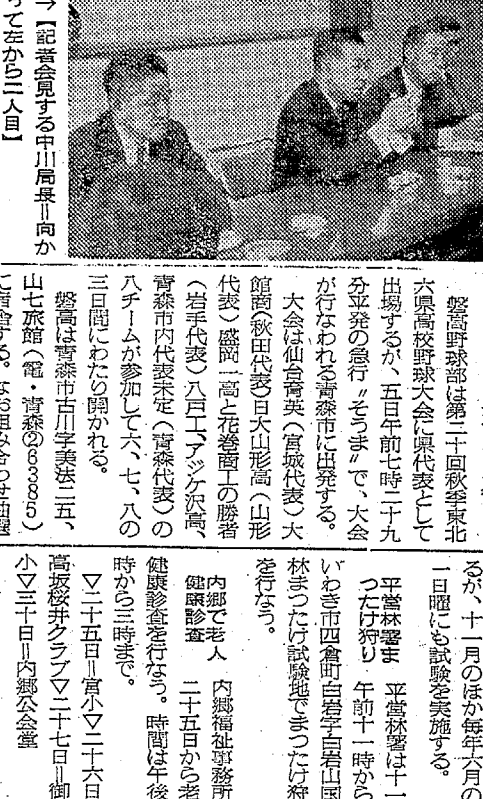 →【記者会見する中川局長＝向か
って左から二人目】
磐高野球部は第二十回秋季東北
六県高校野球大会に県代表として
出場するが、五日午前七時二十九
分平発の急行〝そうま〟で、大会
が行なわれる青森市に出発する。
大会は仙台育英（宮城代表）大
館商（秋田代表）日大山形高（山形
代表）盛岡一高と花巻商工の勝者
（岩手代表）八戸工、アジケ沢高、
青森市内代表未定（青森代表）の
八チームが参加して六、七、八の
三日間にわたり開かれる。
磐高は青森市古川字美法二五、
山七旅館（電・青森②6385）
に宿舎する。なお組み合わせ抽選
るが、十一月のほか毎年六月の
一日曜にも試験を実施する。
平営林署ま
つたけ狩り
平営林署は十一
午前十一時から
いわき市四倉町白岩字白岩山国
林まつたけ試験地でまつたけ狩
を行なう。
内郷で老人
健康診査
内郷福祉事務所
二十五日から老
健康診査を行なう。時間は午後
時から三時まで。
▽二十五日＝宮小▽二十六日
高坂桜井クラブ▽二十七日＝御
小▽三十日＝内郷公会堂